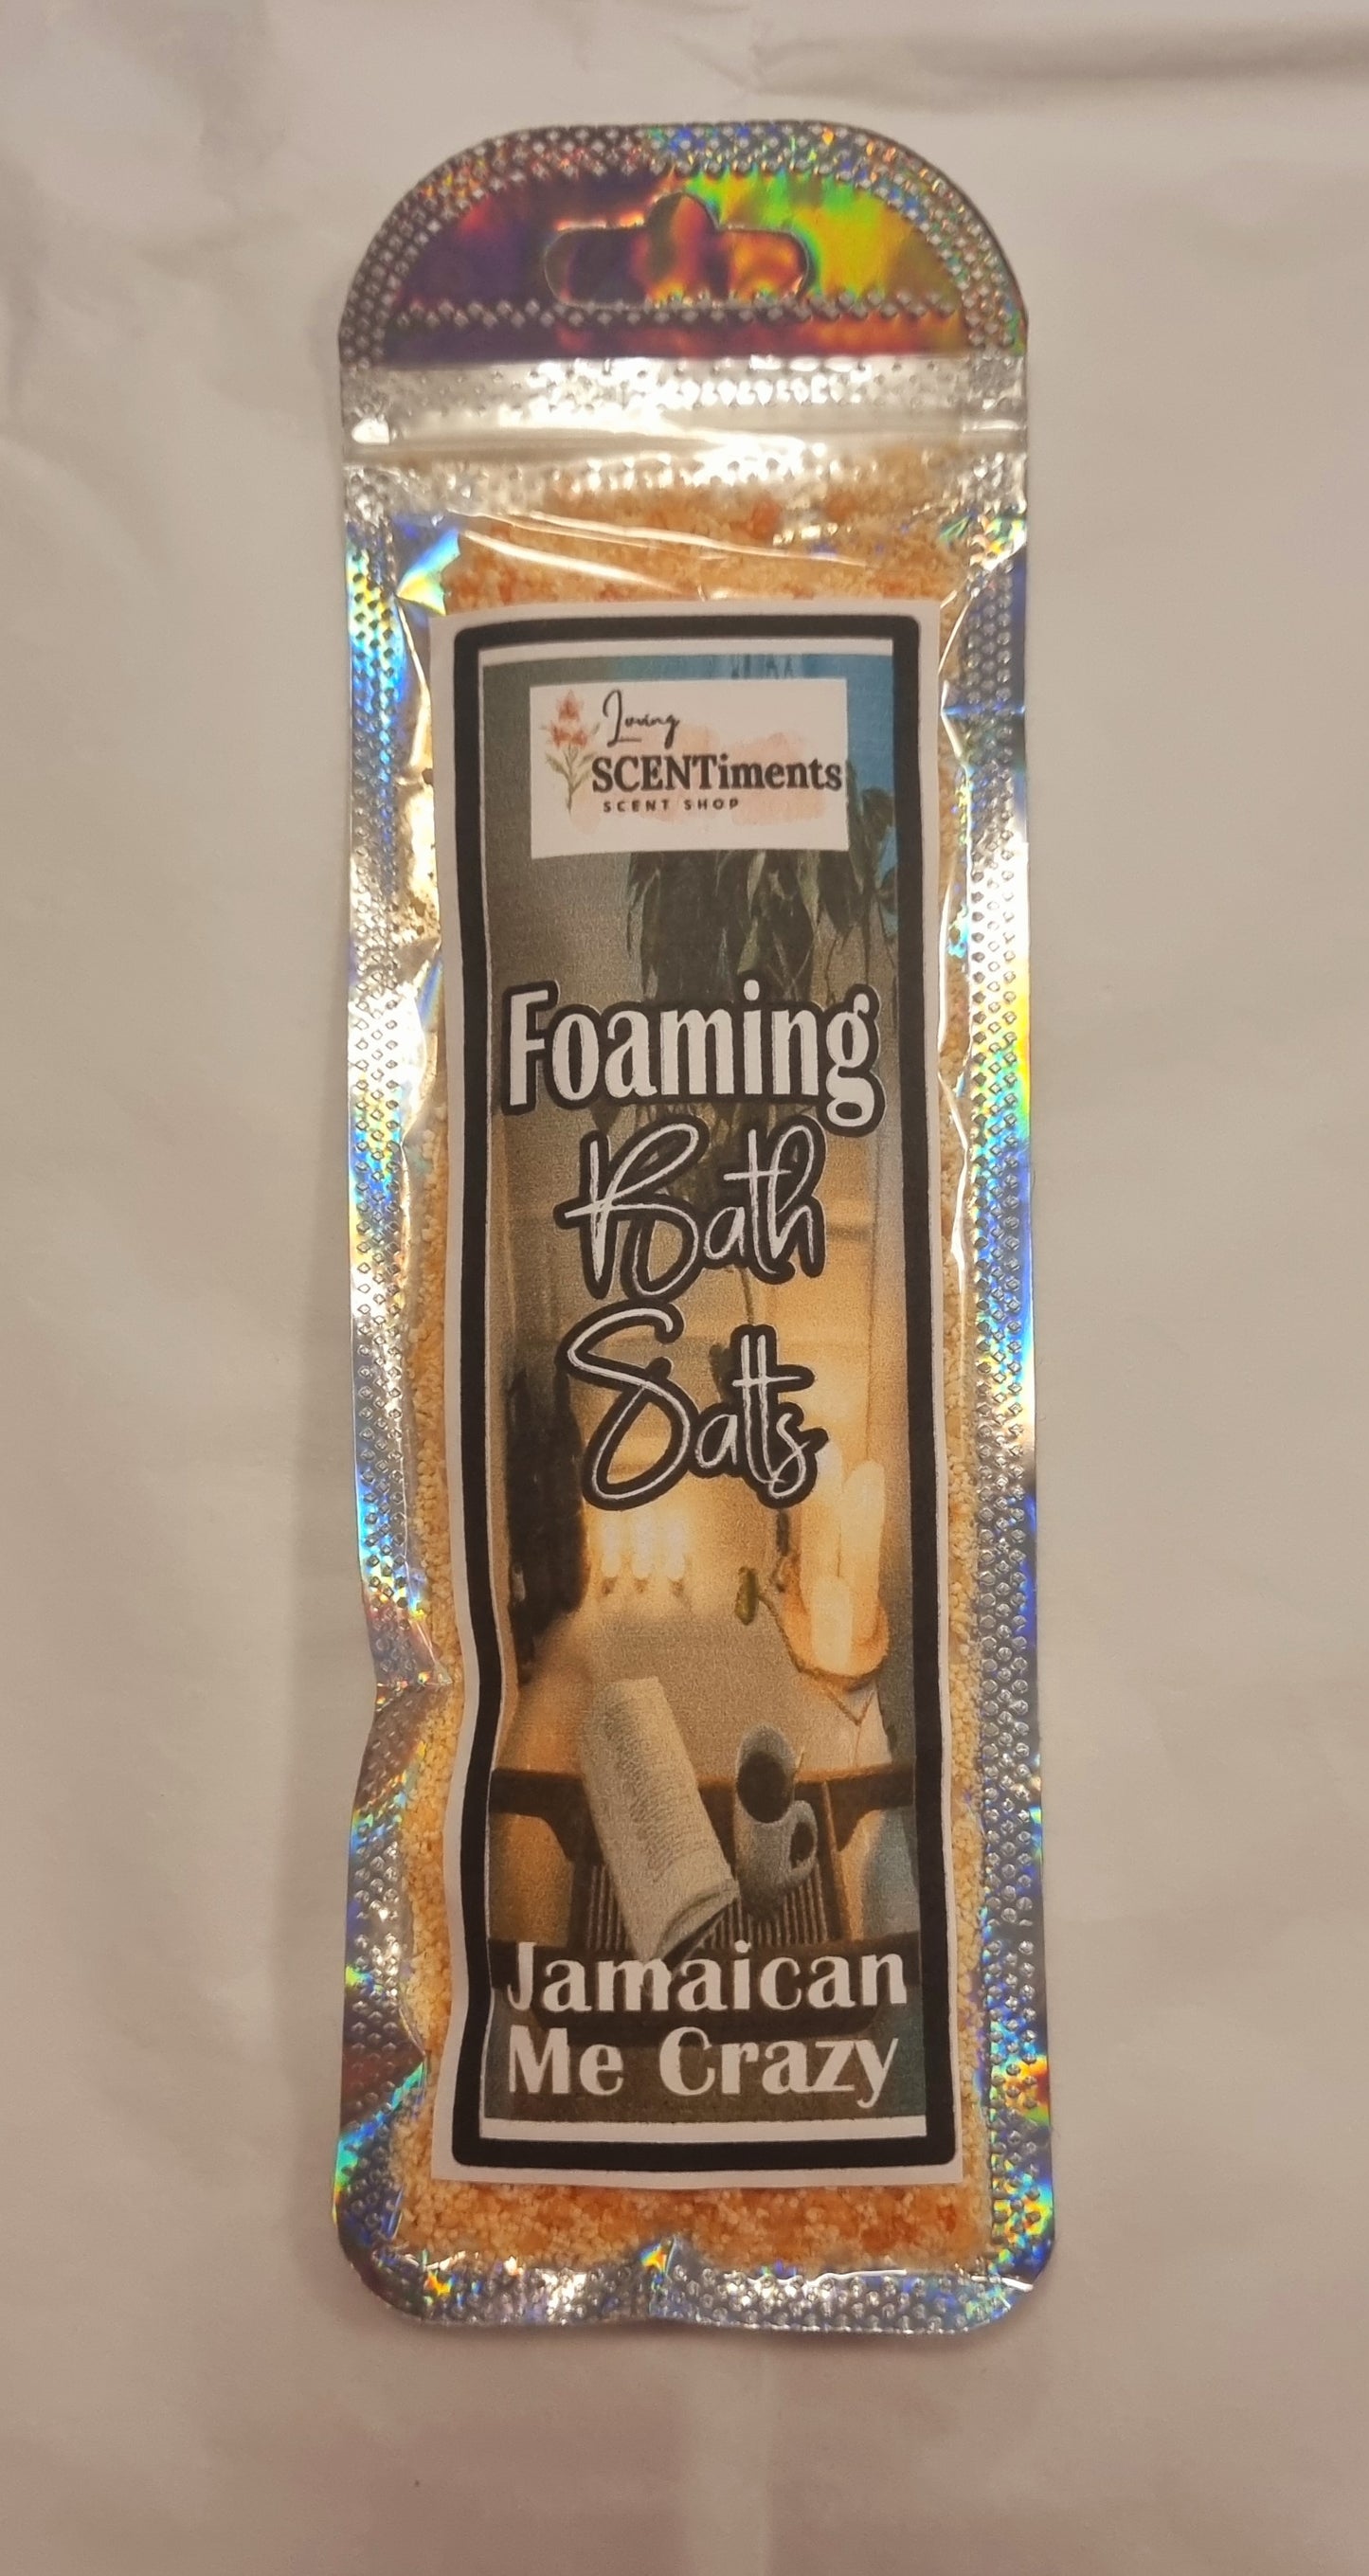 Loving
SCENTiments
SCENT SHOP
Foaming
Bath
Salts
Jamaican
Me Crazy